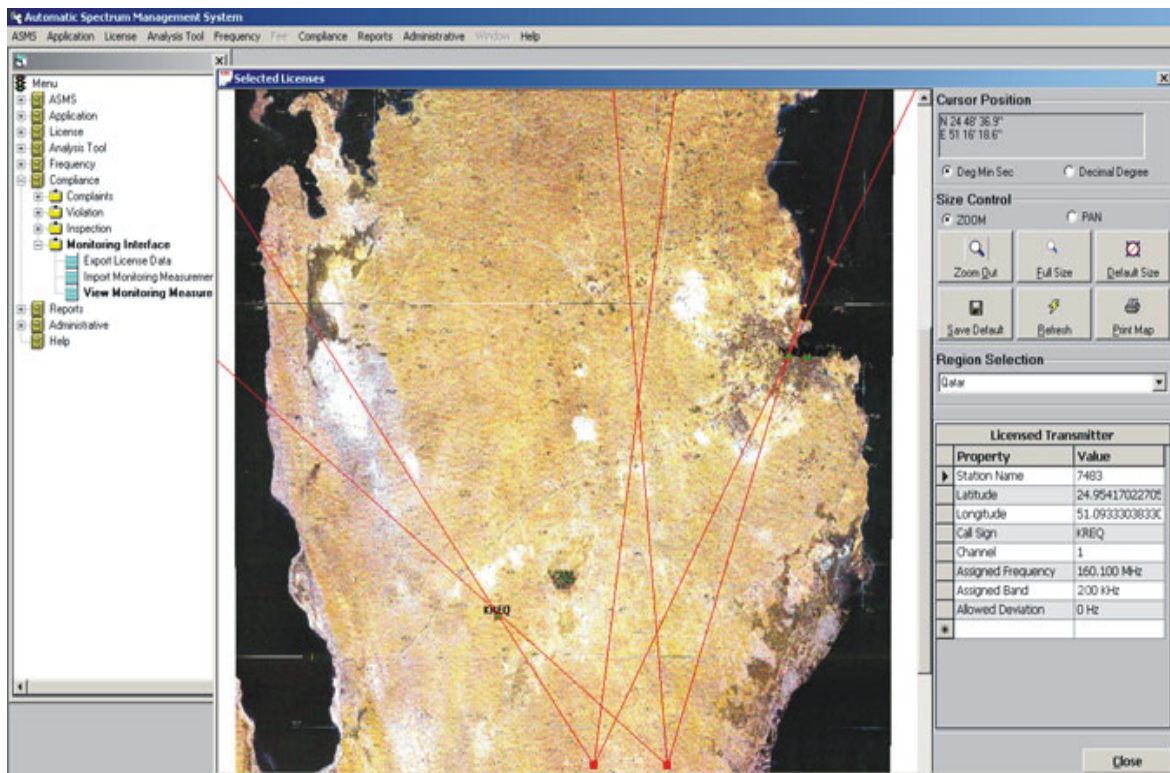 Automatic Spectrum Management System
ASMS Application License Analysis Tool Frequency Fee Compliance Reports Administrative Window Help
Menu
ASMS
Application
License
Analysis Tool
Frequency
Compliance
Complaints
Violation
Inspection
Monitoring Interface
Export License Data
Import Monitoring Measuremer
View Monitoring Measure
Reports
Administrative
Help
Selected Licenses
KREQ
Cursor Position
N 24 48' 36.9"
E 51 16' 18.6"
Deg Min Sec Decimal Degree
Size Control
ZOOM PAN
Zoom Out Full Size Default Size
Save Default Refresh Print Map
Region Selection
Qatar
Licensed Transmitter
Property Value
Station Name 7483
Latitude 24.95417022705
Longitude 51.0933303833
Call Sign KREQ
Channel 1
Assigned Frequency 160.100 MHz
Assigned Band 200 KHz
Allowed Deviation 0 Hz
Close